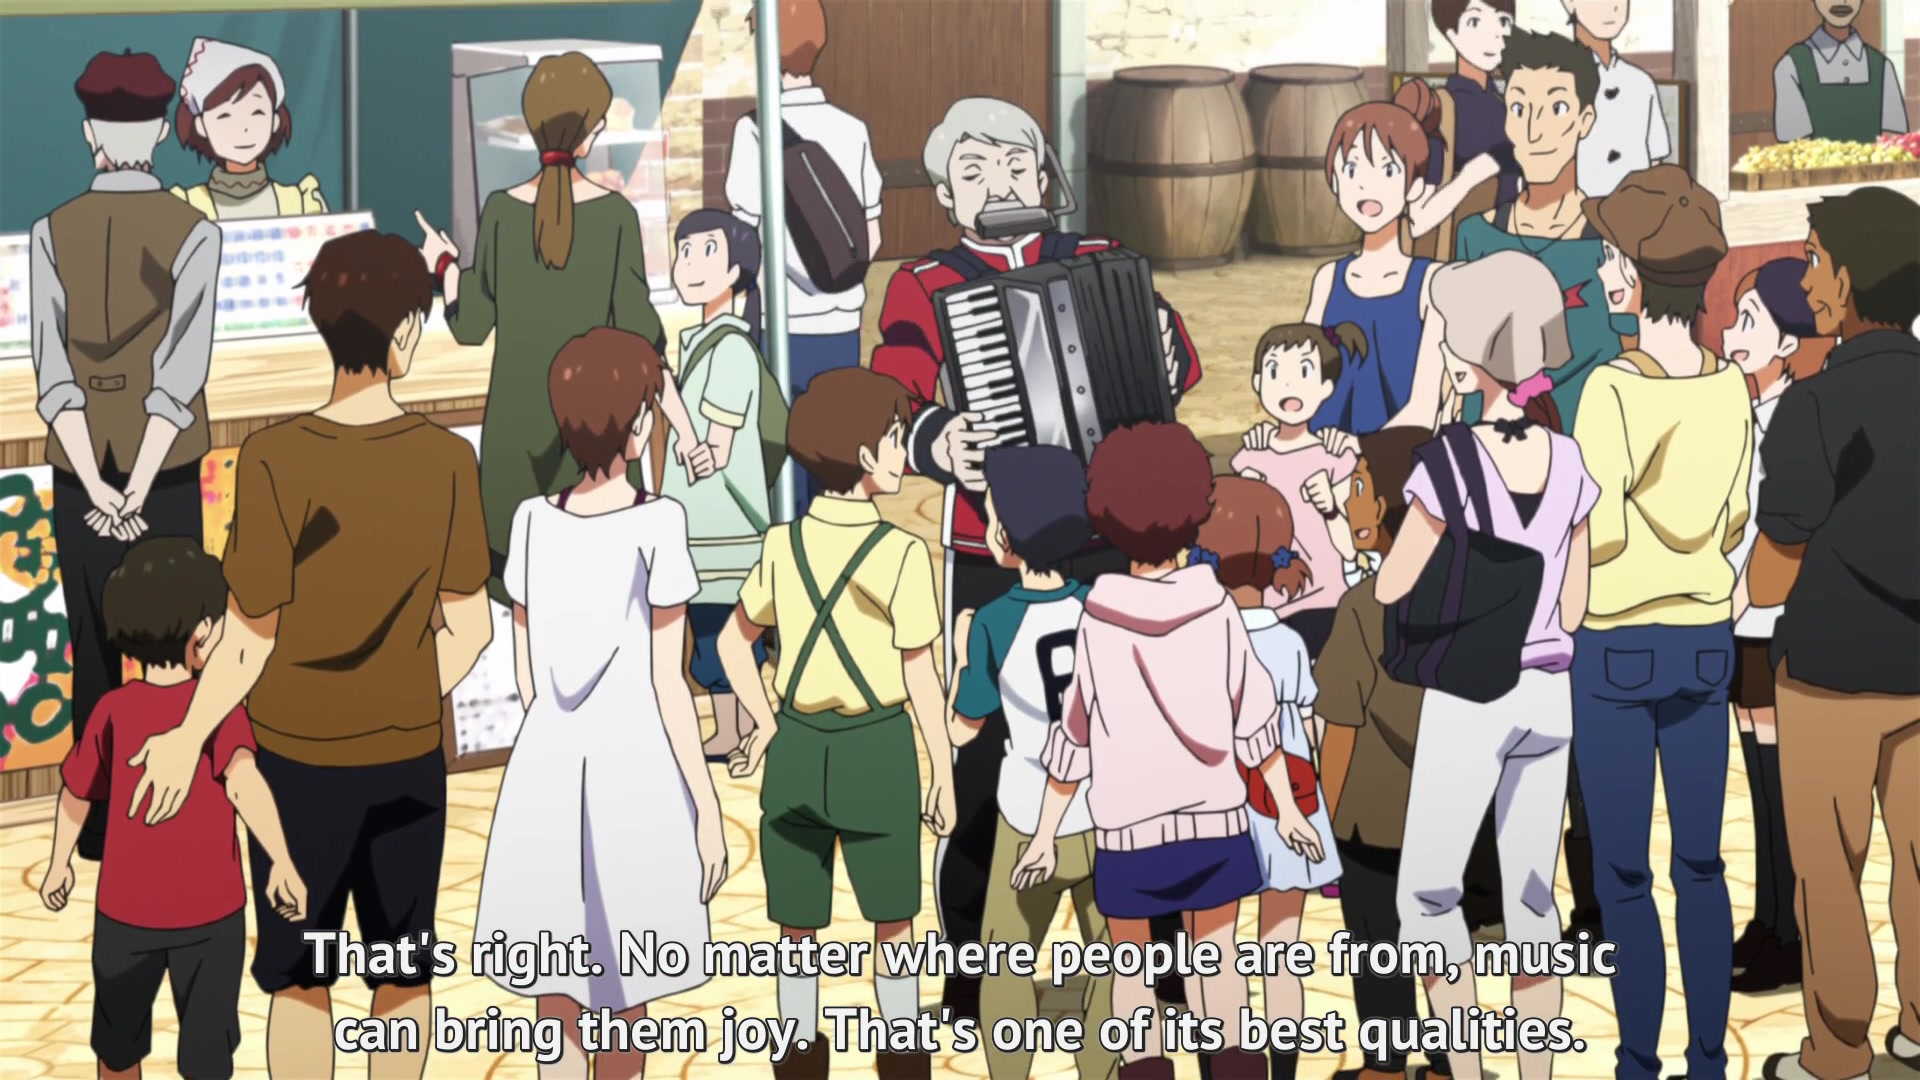 That's right. No matter where people are from, music
can bring them joy. That's one of its best qualities.